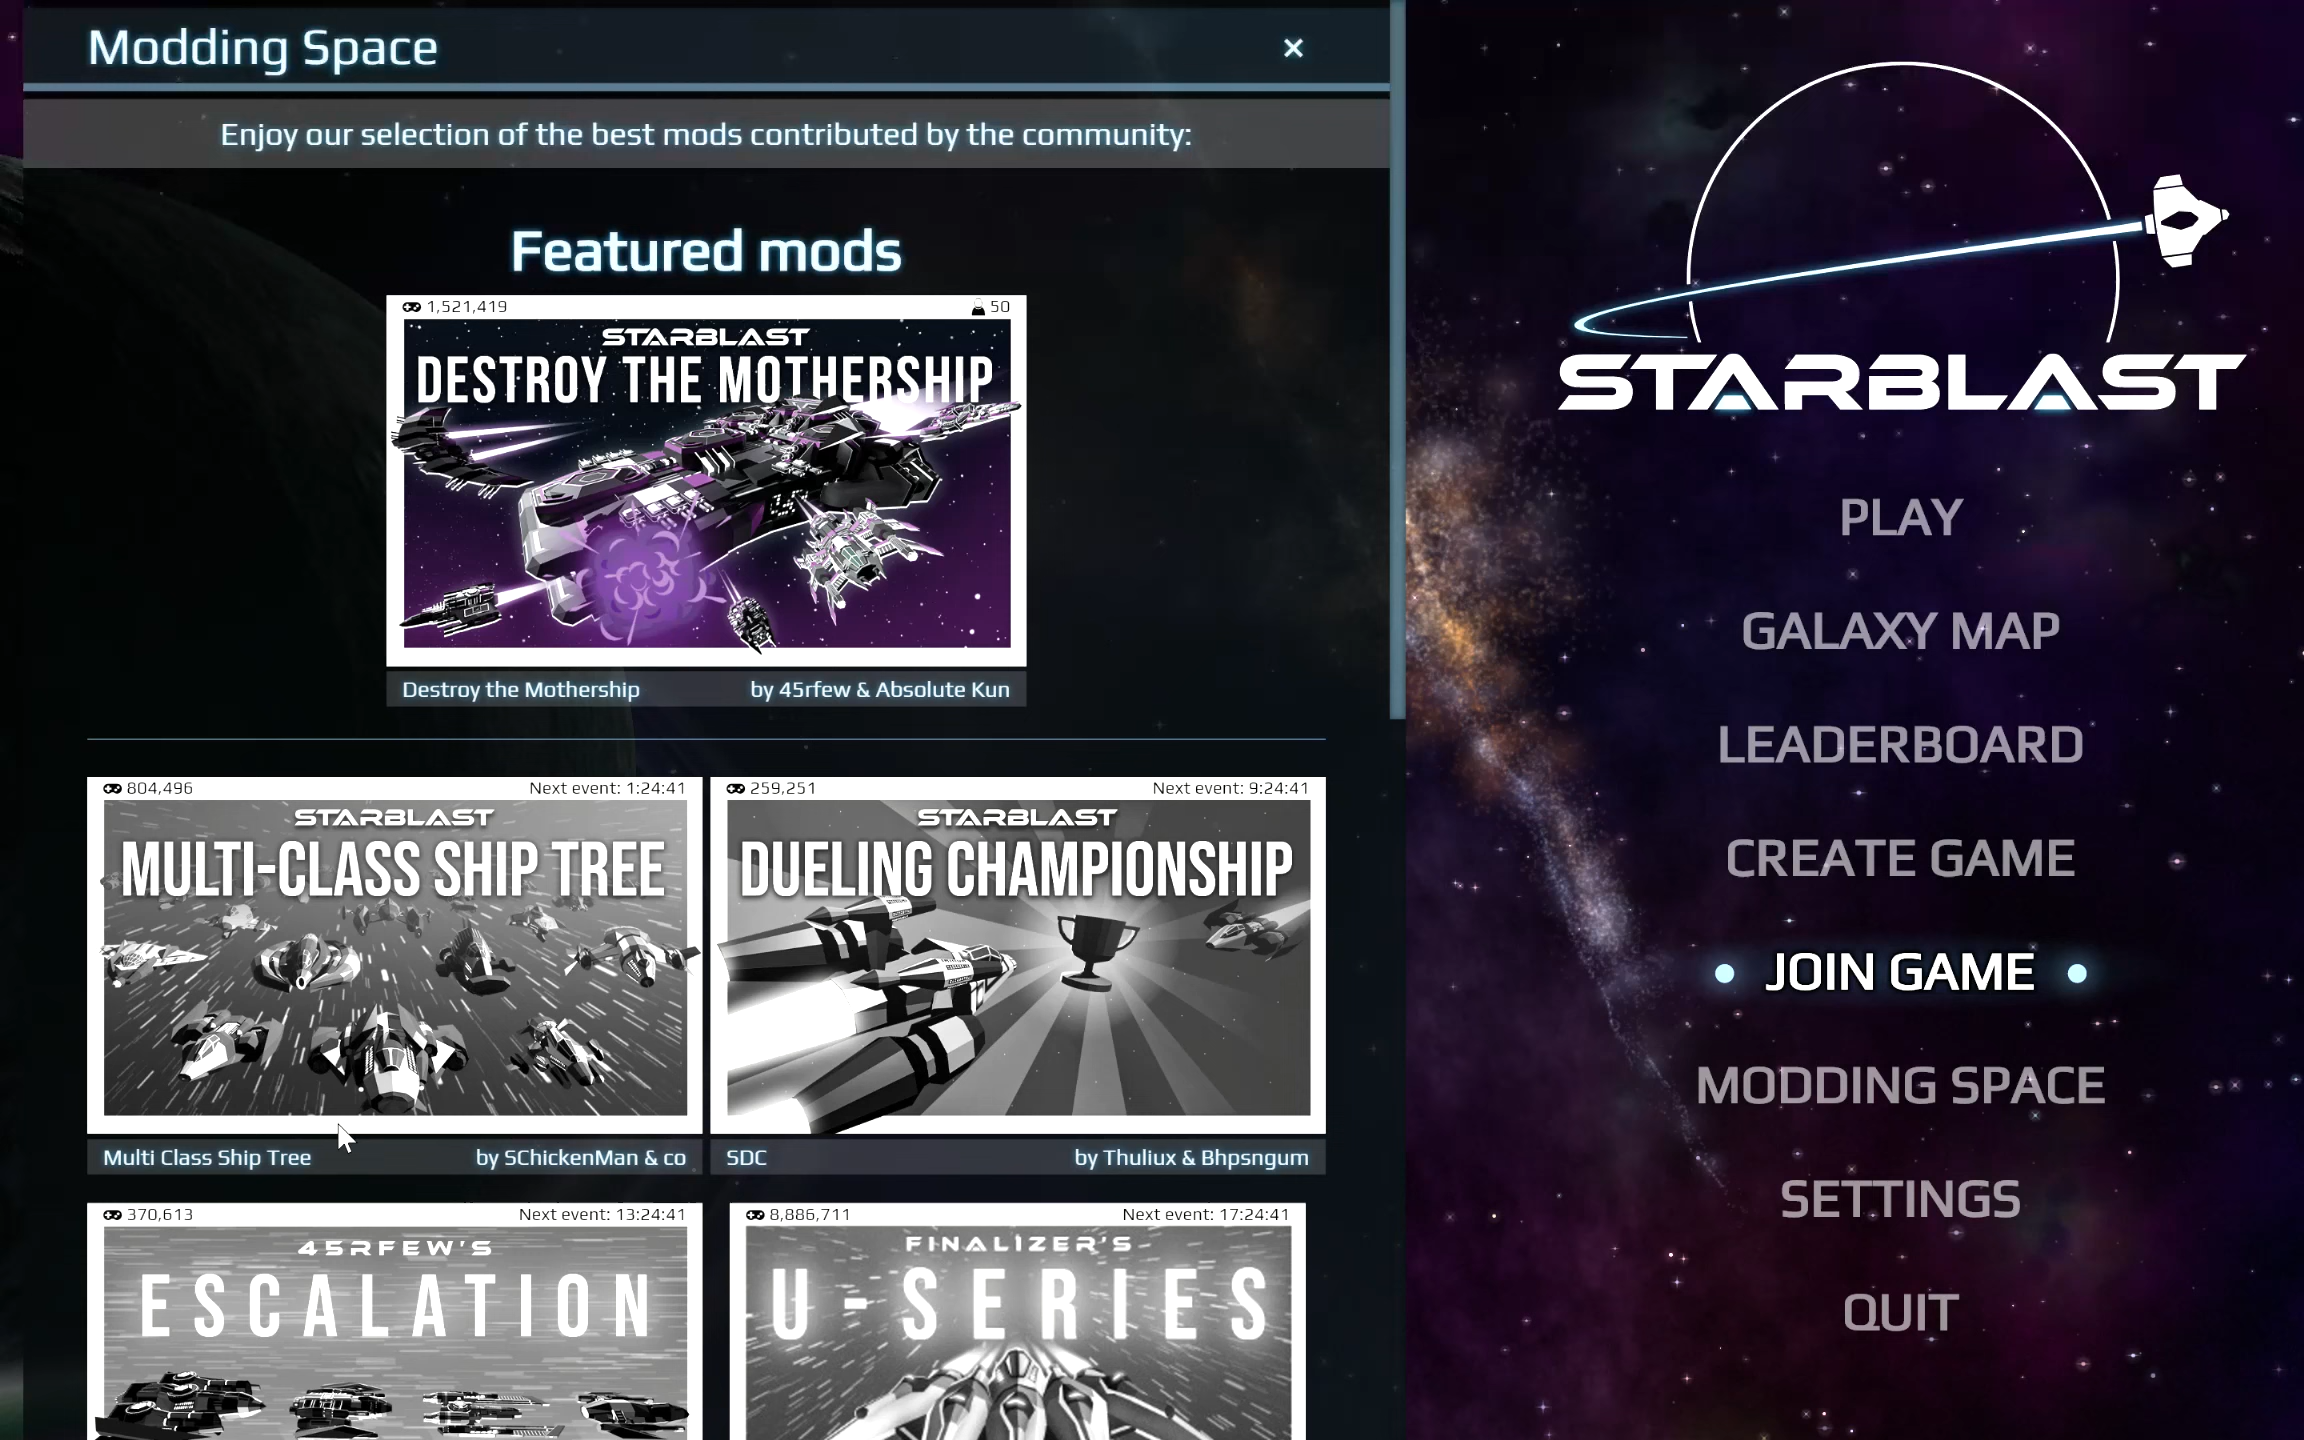 Modding Space
Enjoy our selection of the best mods contributed by the community:
Featured mods
1,521,419 50
STARBLAST
DESTROY THE MOTHERSHIP
Destroy the Mothership by 45rfew & Absolute Kun
804,496 Next event: 1:24:41
STARBLAST
MULTI-CLASS SHIP TREE
Multi Class Ship Tree by SChickenMan & co
259,251 Next event: 9:24:41
STARBLAST
DUELING CHAMPIONSHIP
SDC by Thuliux & Bhpsngum
370,613 Next event: 13:24:41
45RFEW'S
ESCALATION
8,886,711 Next event: 17:24:41
FINALIZER'S
U-SERIES
STARBLAST
PLAY
GALAXY MAP
LEADERBOARD
CREATE GAME
JOIN GAME
MODDING SPACE
SETTINGS
QUIT